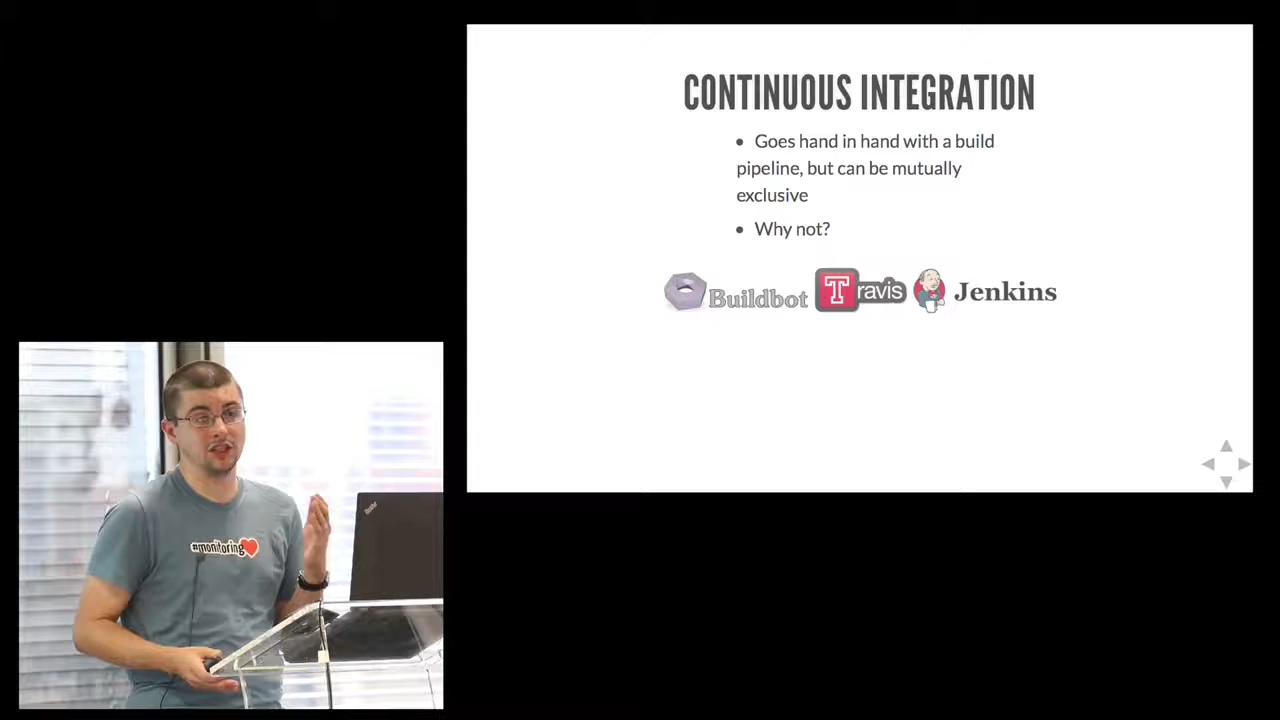 CONTINUOUS INTEGRATION
• Goes hand in hand with a build
pipeline, but can be mutually
exclusive
• Why not?
Buildbot Travis Jenkins
#monitoring
ThinkPad